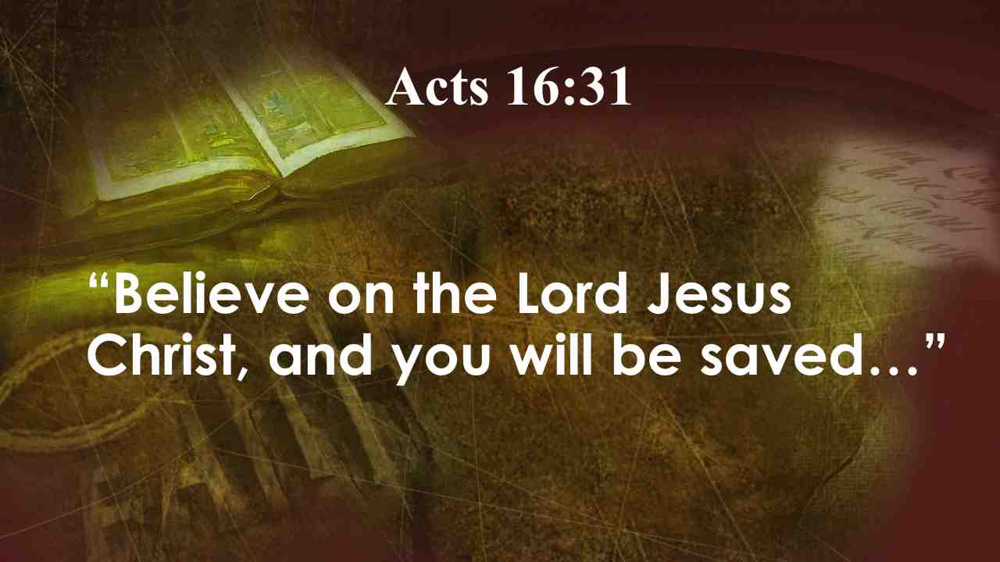 Acts 16:31
“Believe on the Lord Jesus
Christ, and you will be saved…”